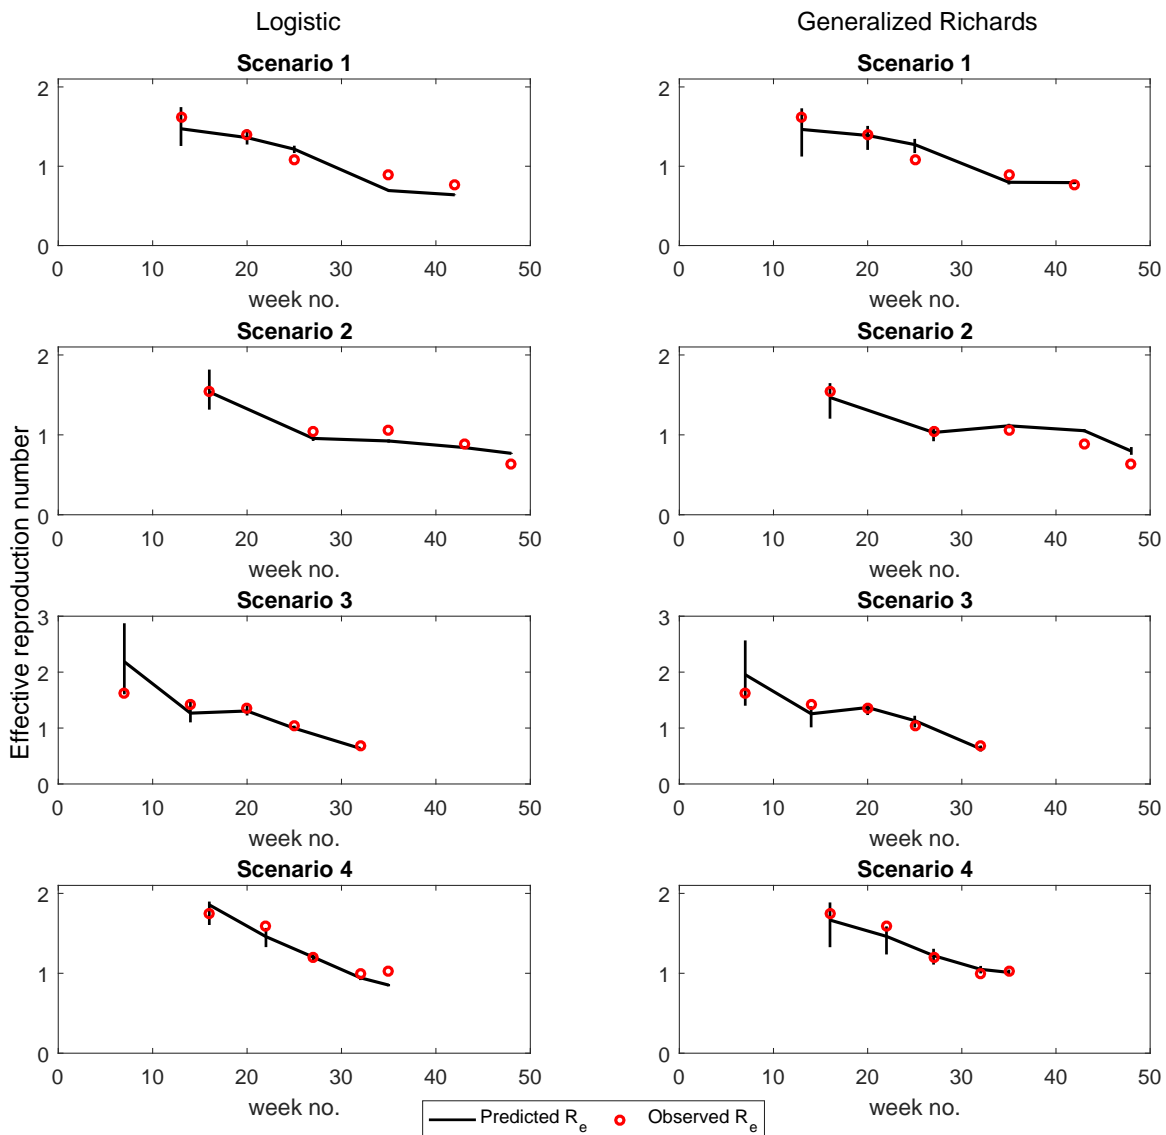 Logistic
Generalized Richards
Effective reproduction number
Scenario 1
2
1
0
0 10 20 30 40 50
week no.
Scenario 1
2
1
0
0 10 20 30 40 50
week no.
Scenario 2
2
1
0
0 10 20 30 40 50
week no.
Scenario 2
2
1
0
0 10 20 30 40 50
week no.
Scenario 3
3
2
1
0
0 10 20 30 40 50
week no.
Scenario 3
3
2
1
0
0 10 20 30 40 50
week no.
Scenario 4
2
1
0
0 10 20 30 40 50
week no.
Scenario 4
2
1
0
0 10 20 30 40 50
week no.
Predicted R_e
Observed R_e